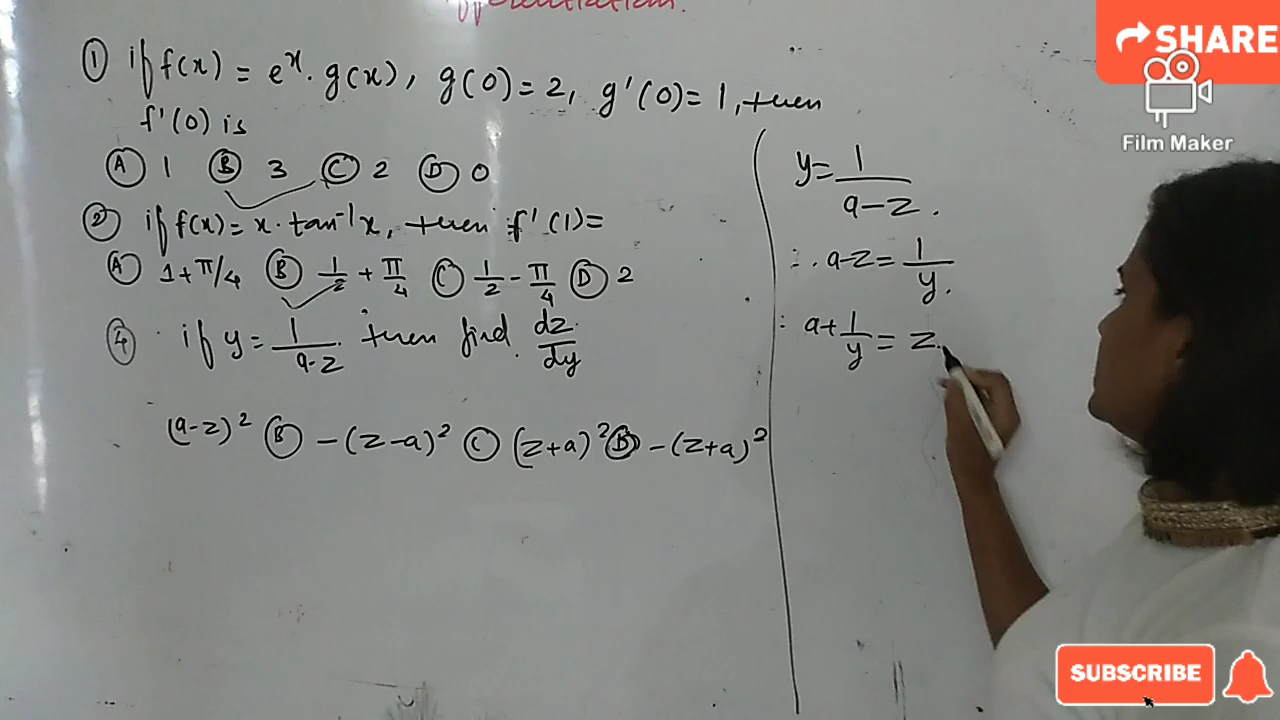 ① if f(x) = eˣ. g(x), g(0) = 2, g'(0) = 1, then
f'(0) is
Ⓐ 1 Ⓑ 3 Ⓒ 2 Ⓓ 0
② if f(x) = x. tan⁻¹x, then f'(1) =
Ⓐ 1 + π/4 Ⓑ 1/2 + π/4 Ⓒ 1/2 - π/4 Ⓓ 2
④ if y = 1/(a-z) then find dz/dy
(a-z)² Ⓑ -(z-a)² Ⓒ (z+a)² Ⓓ -(z+a)²
y = 1/(a-z).
∴ a-z = 1/y.
∴ a + 1/y = z.
SHARE
Film Maker
SUBSCRIBE